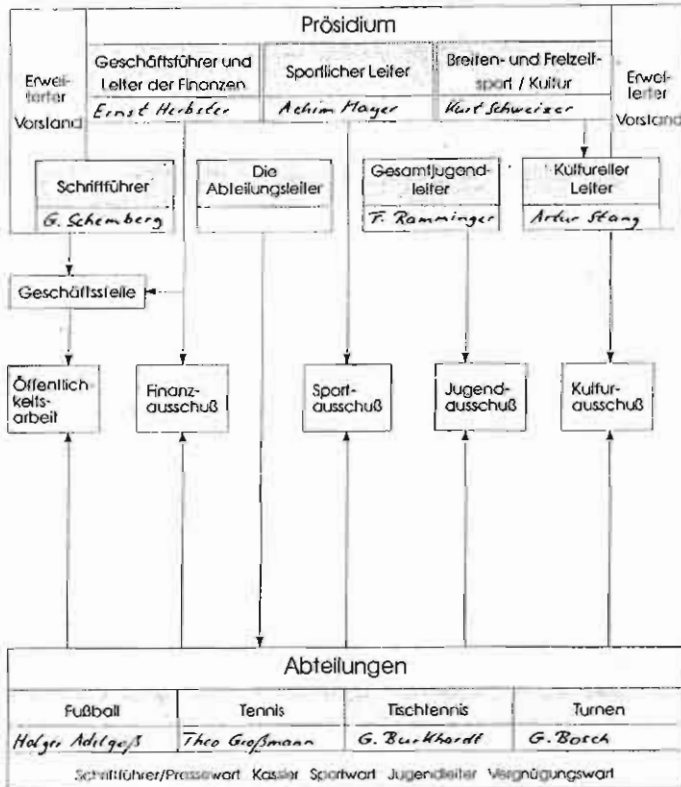 Präsidium
Geschäftsführer und
Leiter der Finanzen
Ernst Herbster
Sportlicher Leiter
Achim Mayer
Breiten- und Freizeit-
sport / Kultur
Kurt Schweizer
Erwei-
terter
Vorstand
Erwei-
terter
Vorstand
Schriftführer
G. Schemberg
Die
Abteilungsleiter
Gesamtjugend-
leiter
F. Ramminger
Kultureller
Leiter
Artur Stang
Geschäftsstelle
Öffentlich-
keits-
arbeit
Finanz-
ausschuß
Sport-
ausschuß
Jugend-
ausschuß
Kultur-
ausschuß
Abteilungen
Fußball
Tennis
Tischtennis
Turnen
Holger Adelgeß
Theo Großmann
G. Burkhardt
G. Bosch
Schriftführer/Pressewart Kassier Sportwart Jugendleiter Vergnügungswart